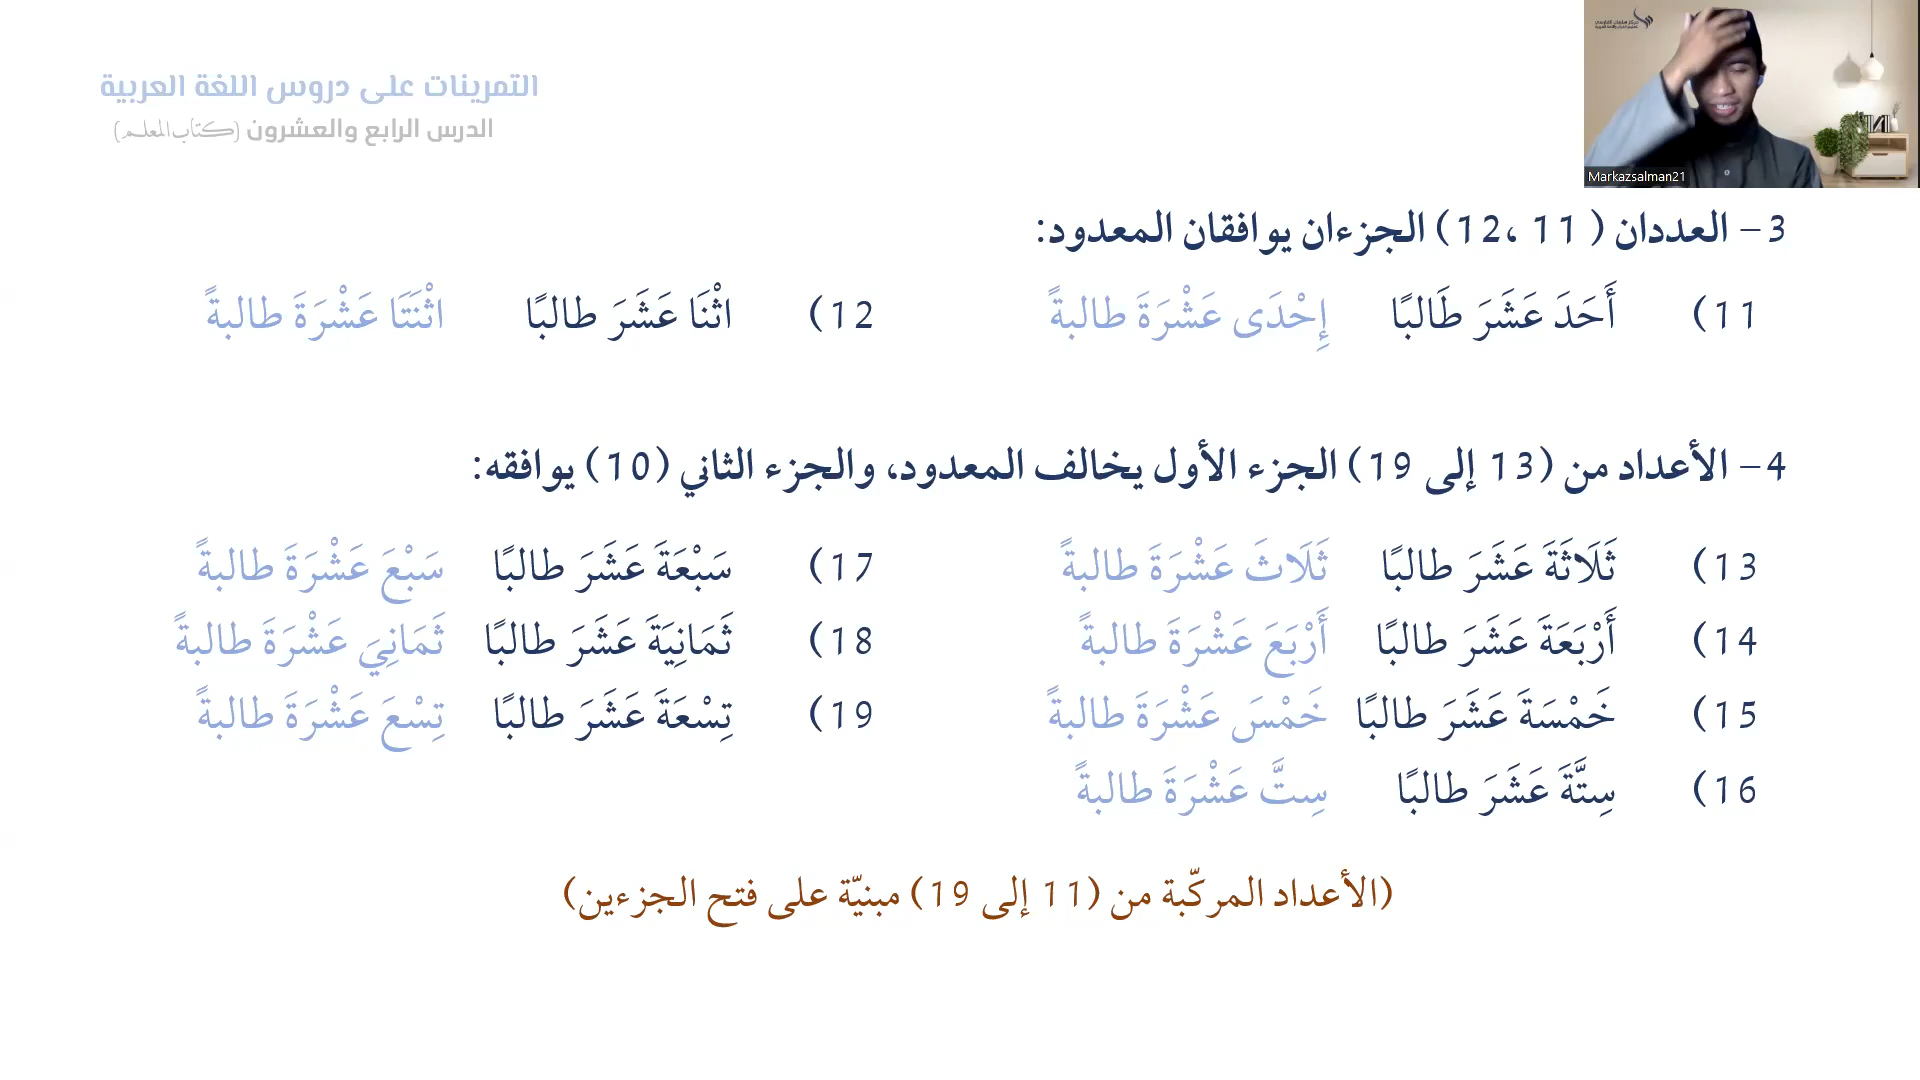 التمرينات على دروس اللغة العربية
الدرس الرابع والعشرون (كتاب المعلم)
Markazsalman21
3– العددان ( 11 ،12) الجزءان يوافقان المعدود:
11) أَحَدَ عَشَرَ طَالبًا إِحْدَى عَشْرَةَ طالبةً 12) اثْنَا عَشَرَ طالبًا اثْنَتَا عَشْرَةَ طالبةً
4– الأعداد من (13 إلى 19) الجزء الأول يخالف المعدود، والجزء الثاني (10) يوافقه:
13) ثَلَاثَةَ عَشَرَ طالبًا ثَلَاثَ عَشْرَةَ طالبةً 17) سَبْعَةَ عَشَرَ طالبًا سَبْعَ عَشْرَةَ طالبةً
14) أَرْبَعَةَ عَشَرَ طالبًا أَرْبَعَ عَشْرَةَ طالبةً 18) ثَمَانِيَةَ عَشَرَ طالبًا ثَمَانِيَ عَشْرَةَ طالبةً
15) خَمْسَةَ عَشَرَ طالبًا خَمْسَ عَشْرَةَ طالبةً 19) تِسْعَةَ عَشَرَ طالبًا تِسْعَ عَشْرَةَ طالبةً
16) سِتَّةَ عَشَرَ طالبًا سِتَّ عَشْرَةَ طالبةً
(الأعداد المركّبة من (11 إلى 19) مبنيّة على فتح الجزءين)